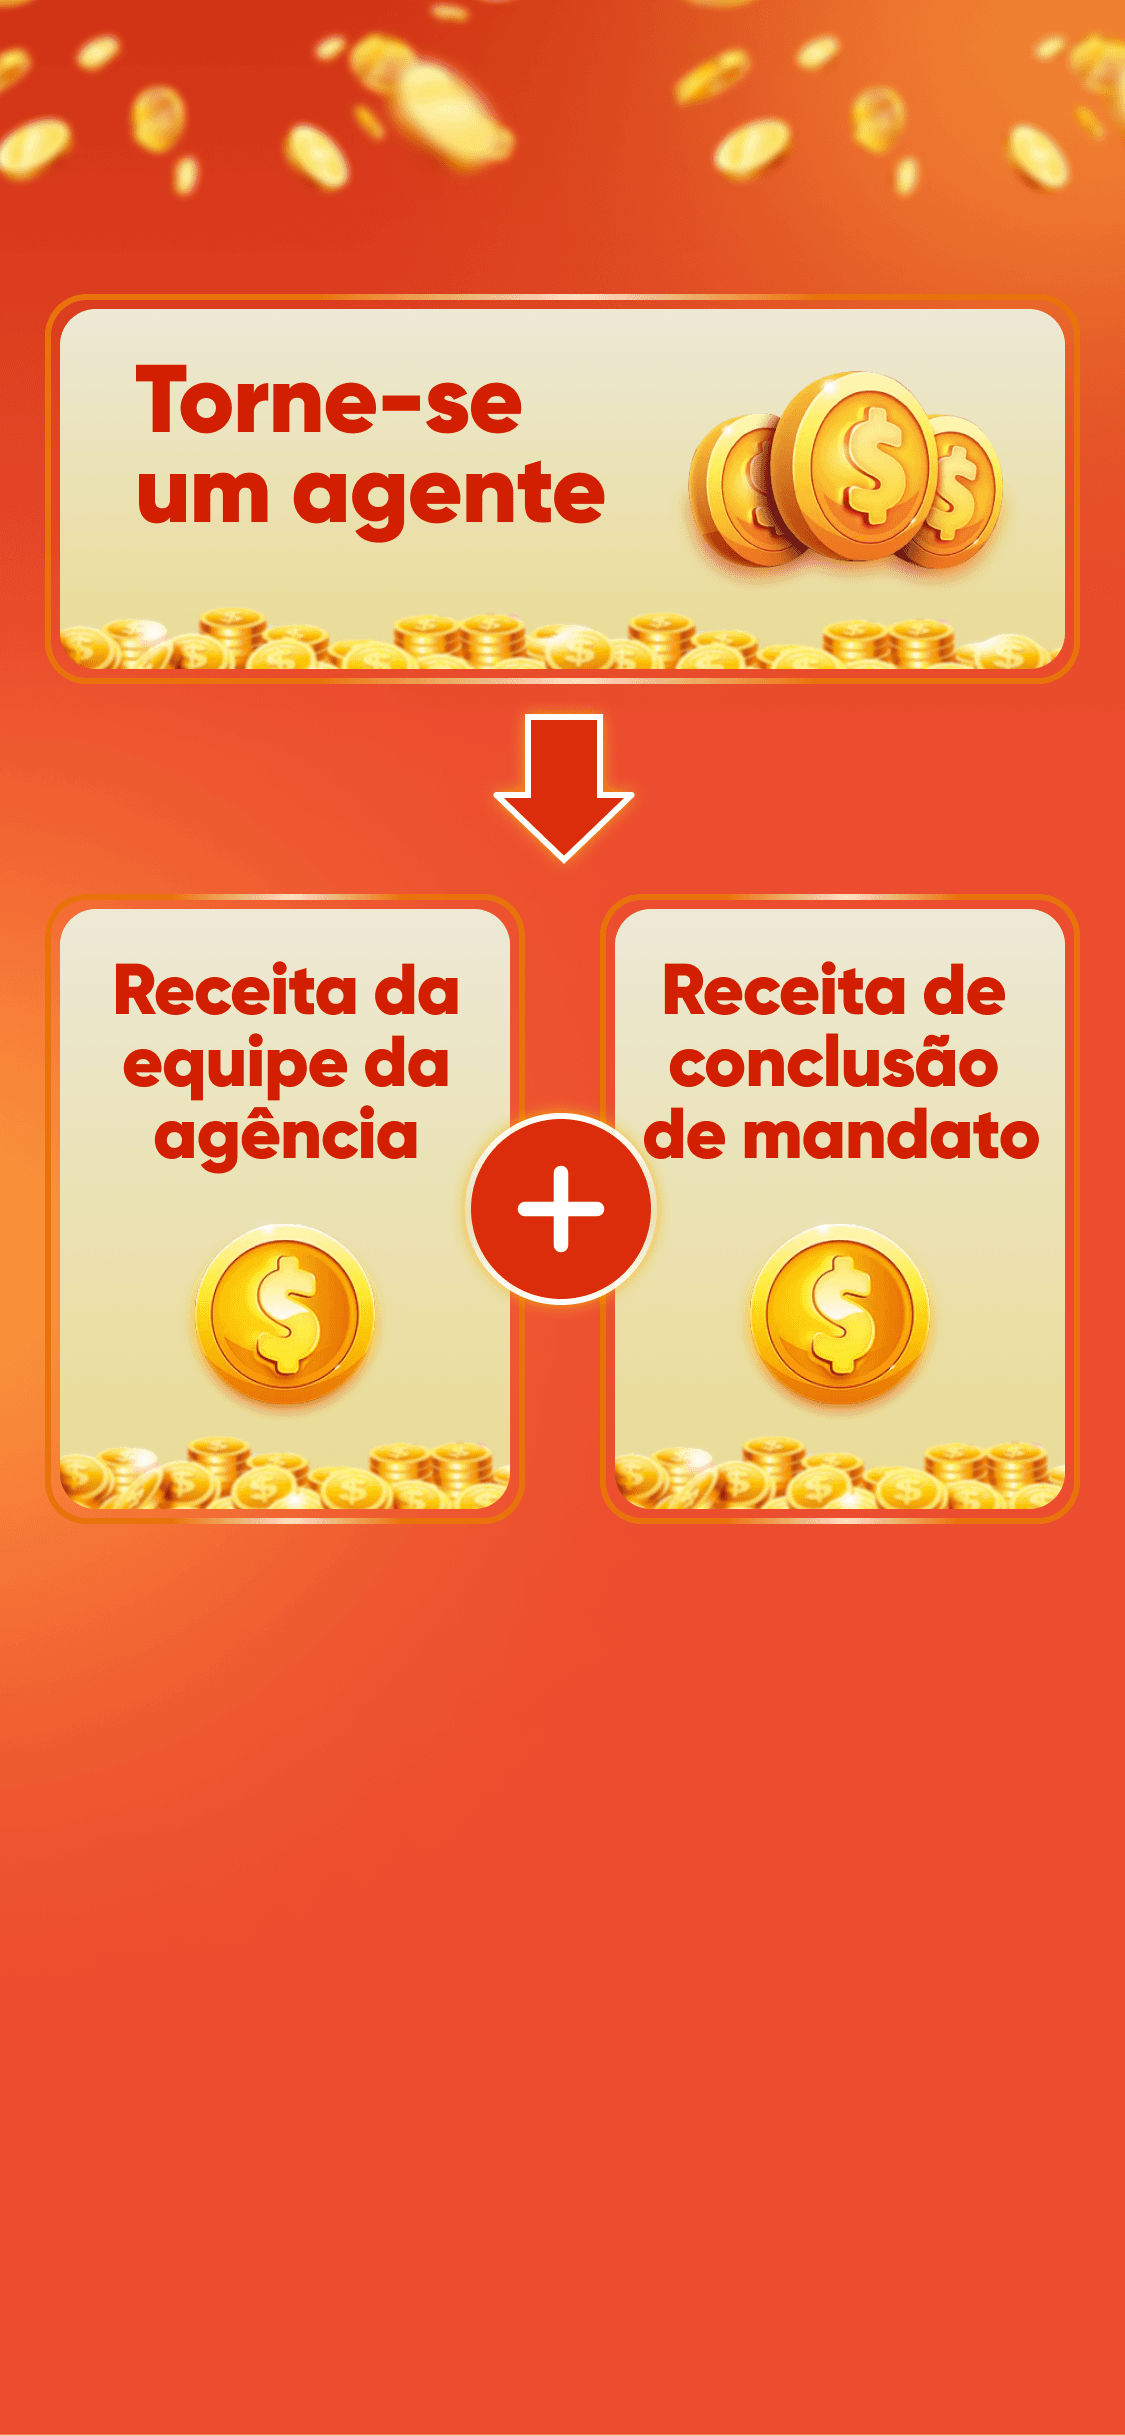 Torne-se
um agente
Receita da
equipe da
agência
Receita de
conclusão
de mandato